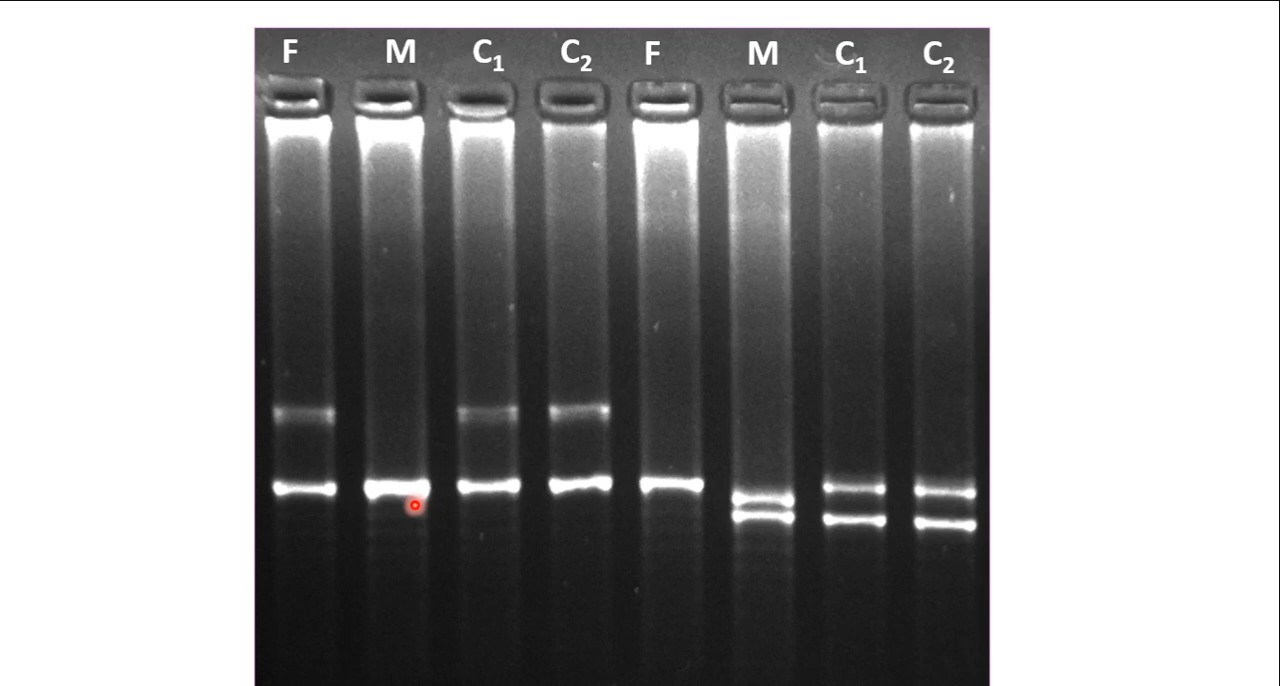 F M C₁ C₂ F M C₁ C₂